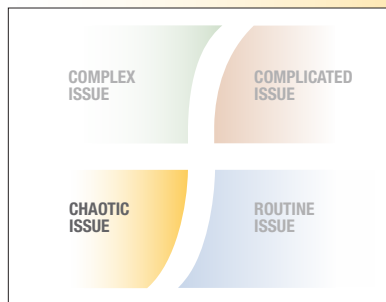 COMPLEX
ISSUE
COMPLICATED
ISSUE
CHAOTIC
ISSUE
ROUTINE
ISSUE